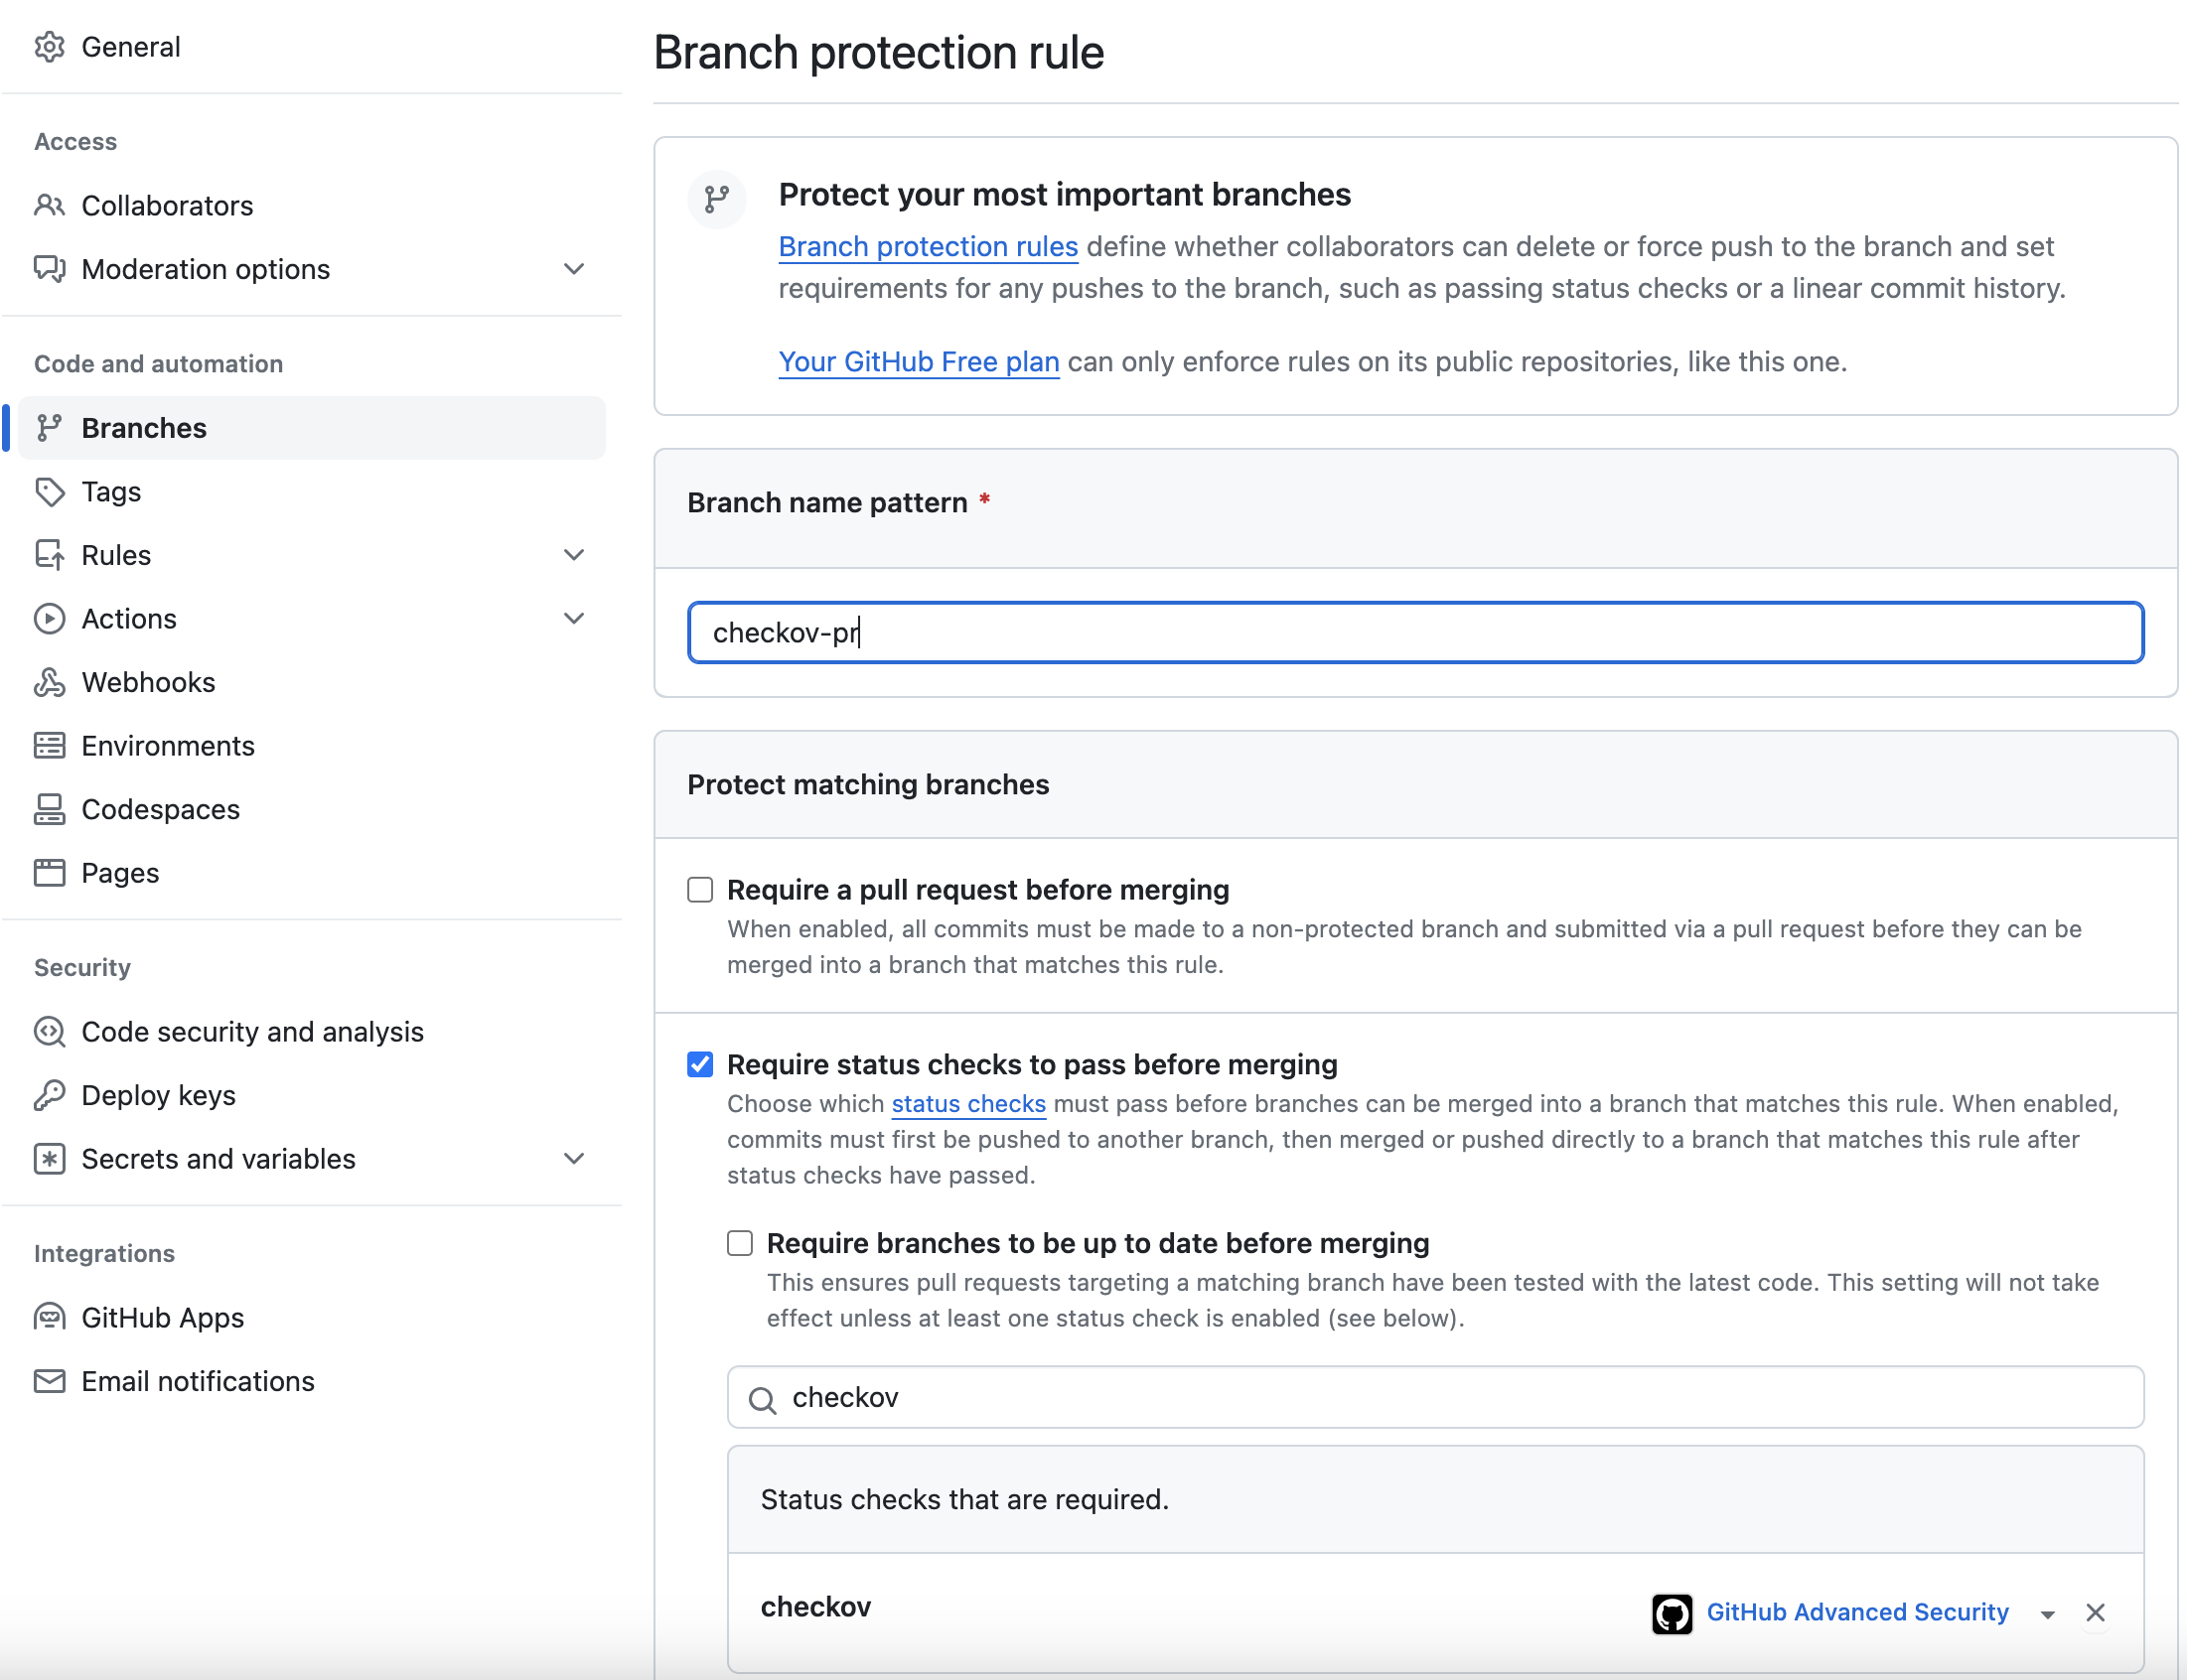 General
Access
Collaborators
Moderation options
Code and automation
Branches
Tags
Rules
Actions
Webhooks
Environments
Codespaces
Pages
Security
Code security and analysis
Deploy keys
Secrets and variables
Integrations
GitHub Apps
Email notifications
Branch protection rule
Protect your most important branches
Branch protection rules define whether collaborators can delete or force push to the branch and set
requirements for any pushes to the branch, such as passing status checks or a linear commit history.
Your GitHub Free plan can only enforce rules on its public repositories, like this one.
Branch name pattern *
checkov-pr
Protect matching branches
Require a pull request before merging
When enabled, all commits must be made to a non-protected branch and submitted via a pull request before they can be
merged into a branch that matches this rule.
Require status checks to pass before merging
Choose which status checks must pass before branches can be merged into a branch that matches this rule. When enabled,
commits must first be pushed to another branch, then merged or pushed directly to a branch that matches this rule after
status checks have passed.
Require branches to be up to date before merging
This ensures pull requests targeting a matching branch have been tested with the latest code. This setting will not take
effect unless at least one status check is enabled (see below).
checkov
Status checks that are required.
checkov
GitHub Advanced Security